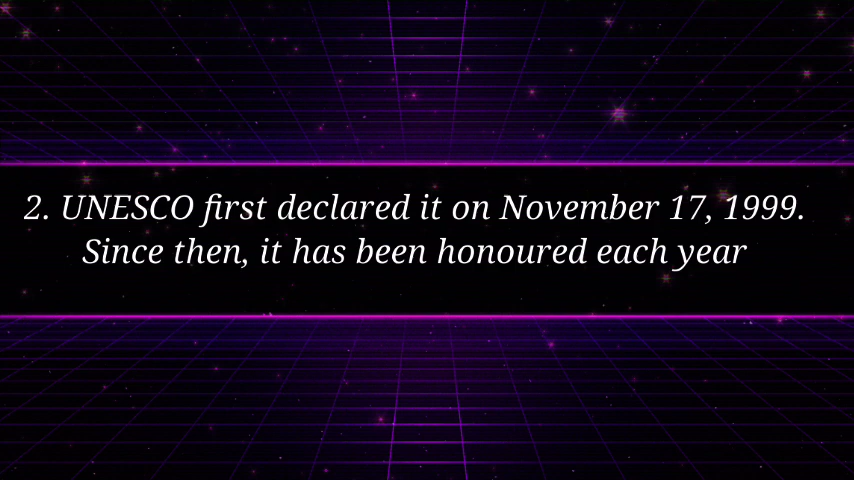 2. UNESCO first declared it on November 17, 1999.
Since then, it has been honoured each year